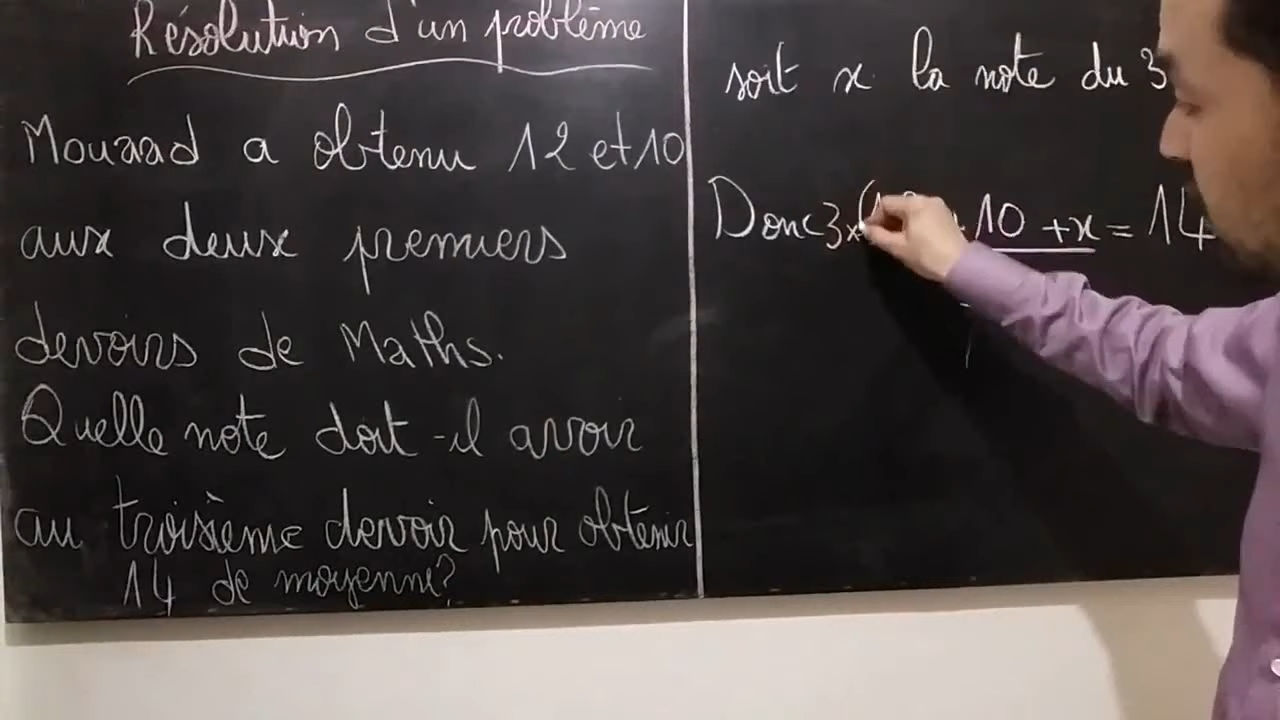 Résolution d'un problème
Mouaad a obtenu 12 et 10
aux deux premiers
devoirs de Maths.
Quelle note doit-il avoir
au troisième devoir pour obtenir
14 de moyenne?
soit x la note du 3
Donc 3x( 10 + x = 14